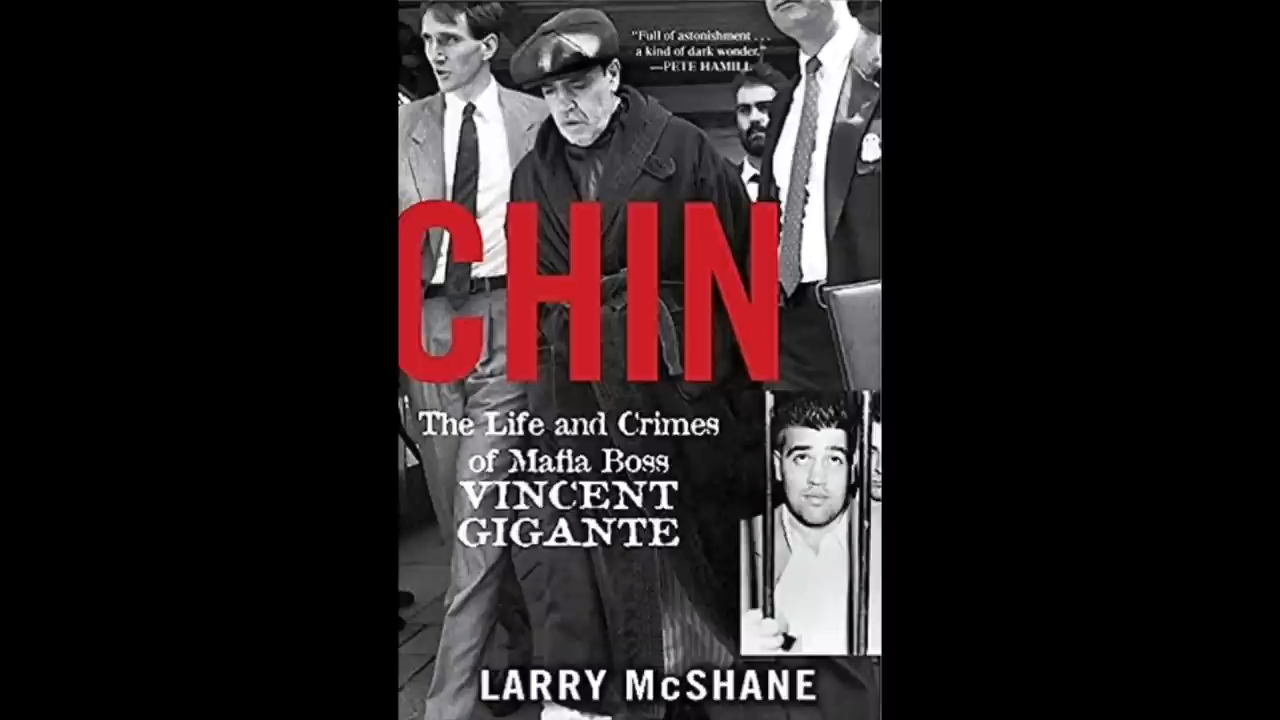 "Full of astonishment . . .
a kind of dark wonder."
—PETE HAMILL
CHIN
The Life and Crimes
of Mafia Boss
VINCENT
GIGANTE
LARRY McSHANE